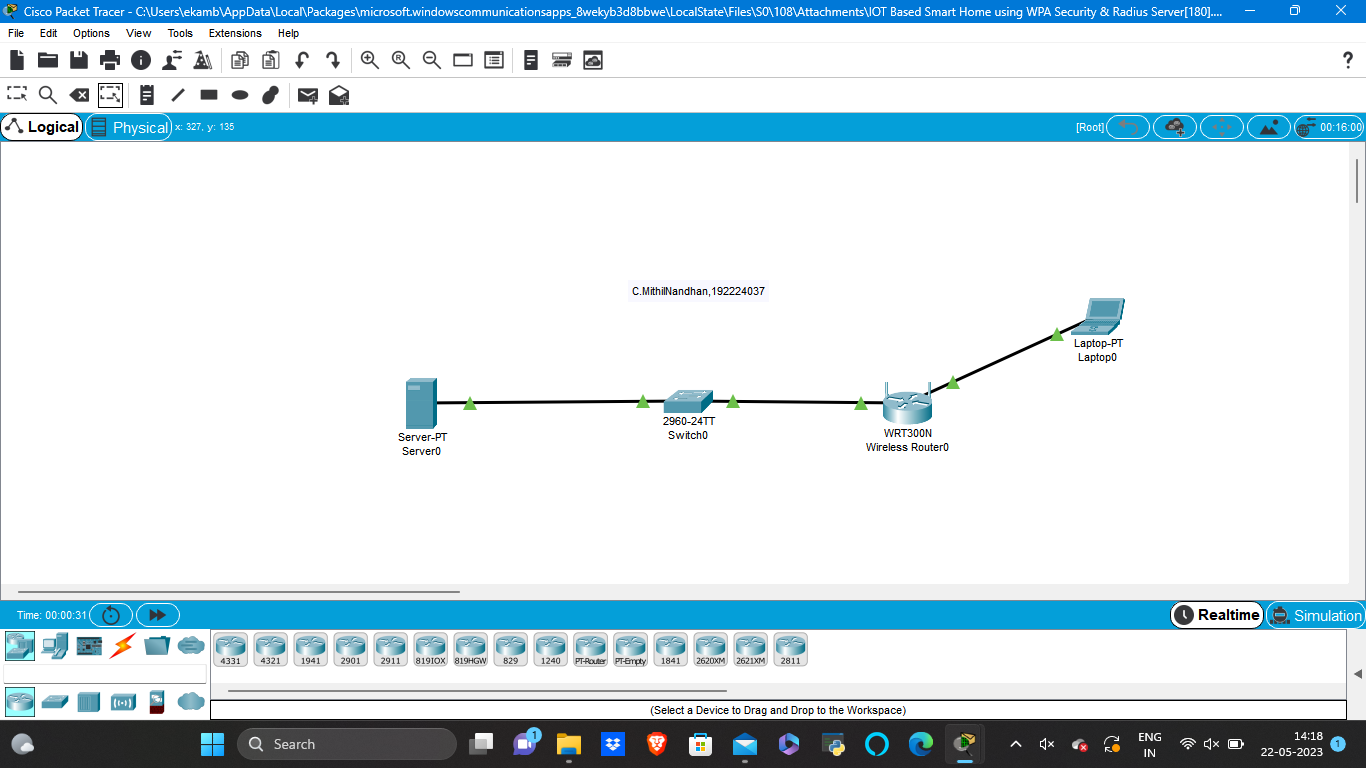 Cisco Packet Tracer - C:\Users\ekamb\AppData\Local\Packages\microsoft.windowscommunicationsapps_8wekyb3d8bbwe\LocalState\Files\S0\108\Attachments\IOT Based Smart Home using WPA Security & Radius Server[180]....
File Edit Options View Tools Extensions Help
Logical Physical x: 327, y: 135 [Root] 00:16:00
C.MithilNandhan,192224037
Laptop-PT
Laptop0
2960-24TT
Switch0
WRT300N
Wireless Router0
Server-PT
Server0
Time: 00:00:31 Realtime Simulation
4331 4321 1941 2901 2911 819IOX 819HGW 829 1240 PT-Router PT-Empty 1841 2620XM 2621XM 2811
(Select a Device to Drag and Drop to the Workspace)
Search 1 ENG 14:18
IN 22-05-2023 1